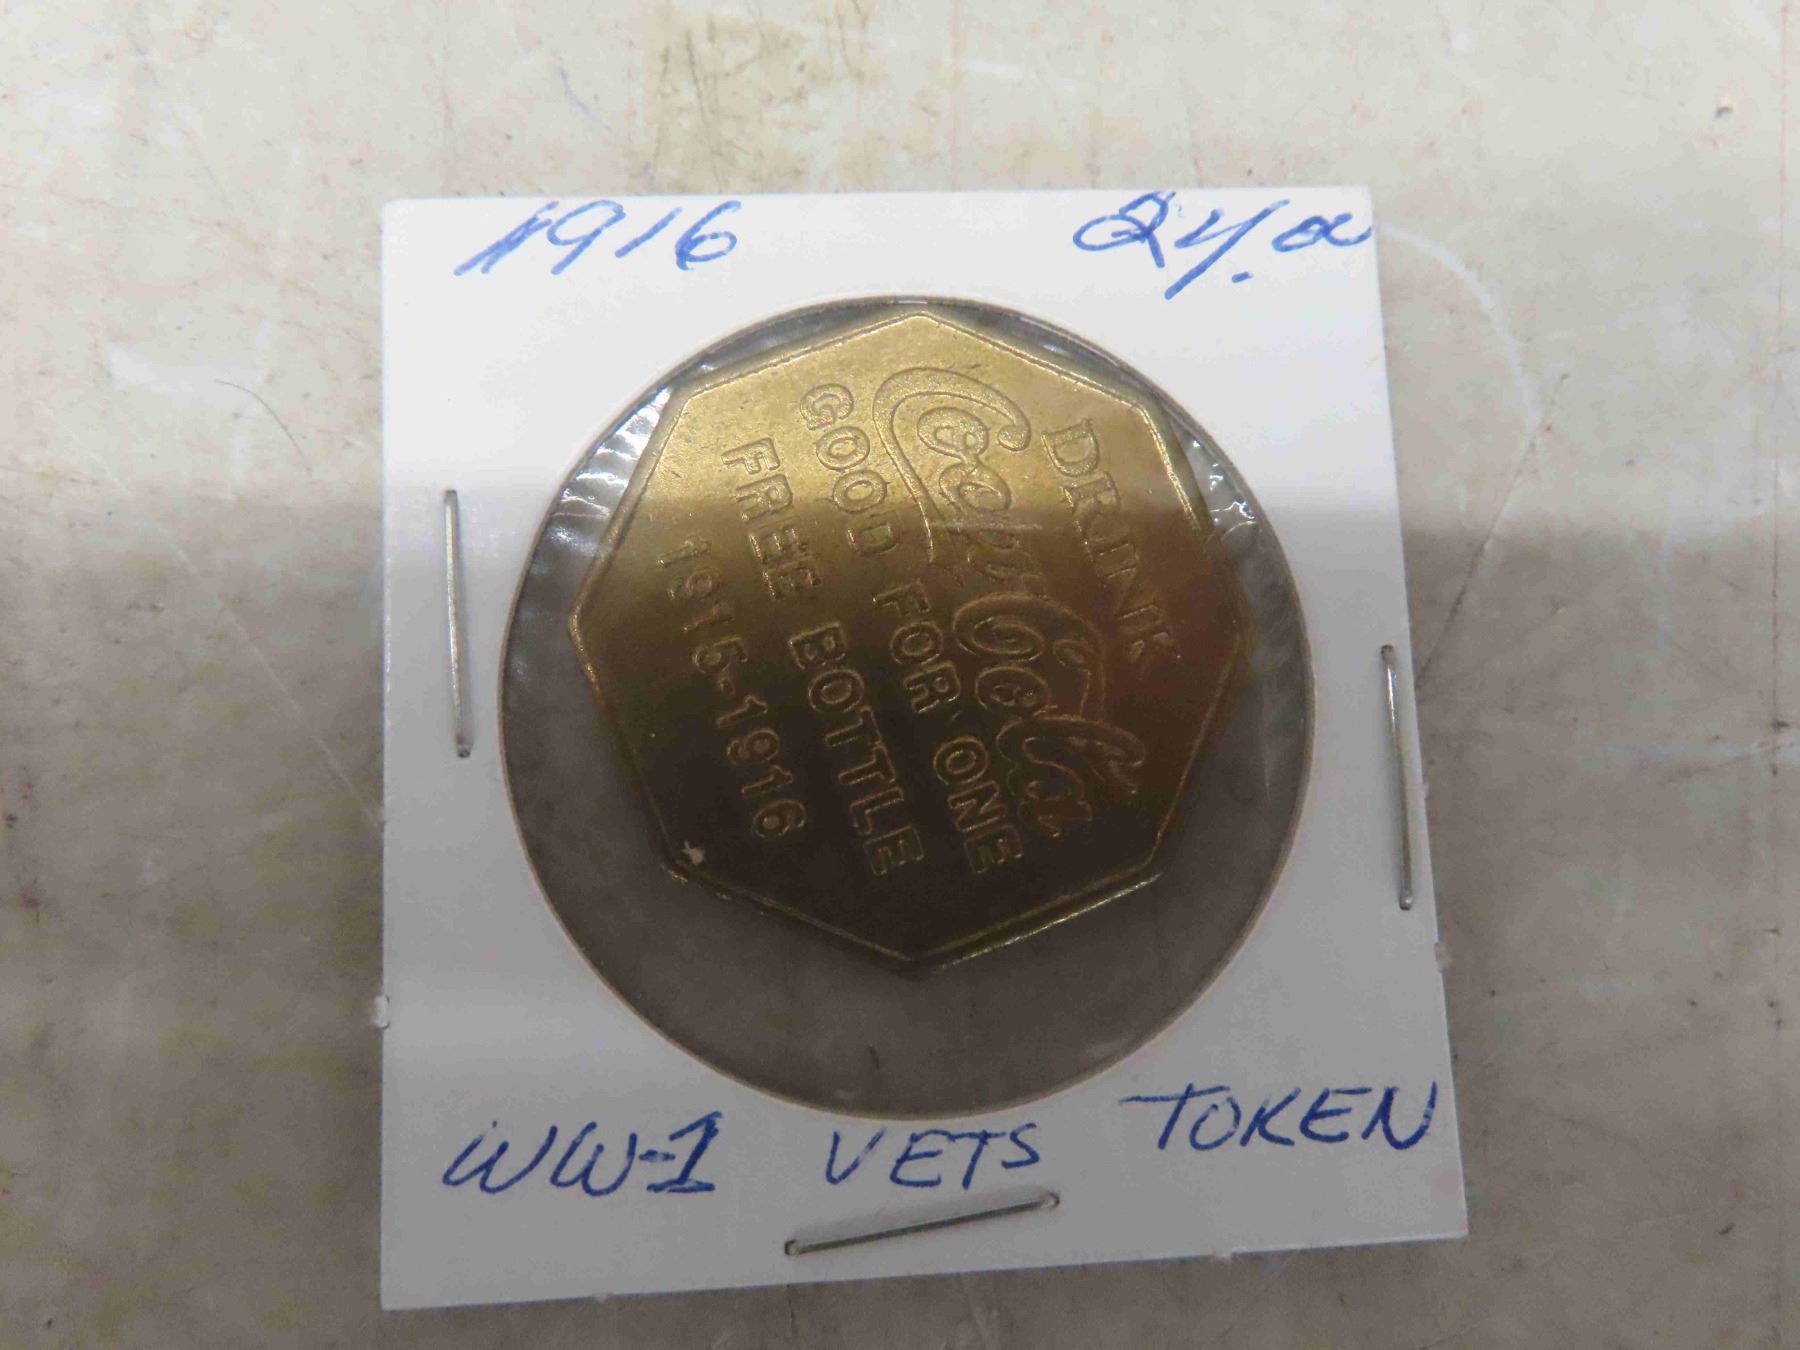 1916
DRINK
Coca-Cola
GOOD FOR ONE
FREE BOTTLE
1915-1916
WW-1 VETS TOKEN